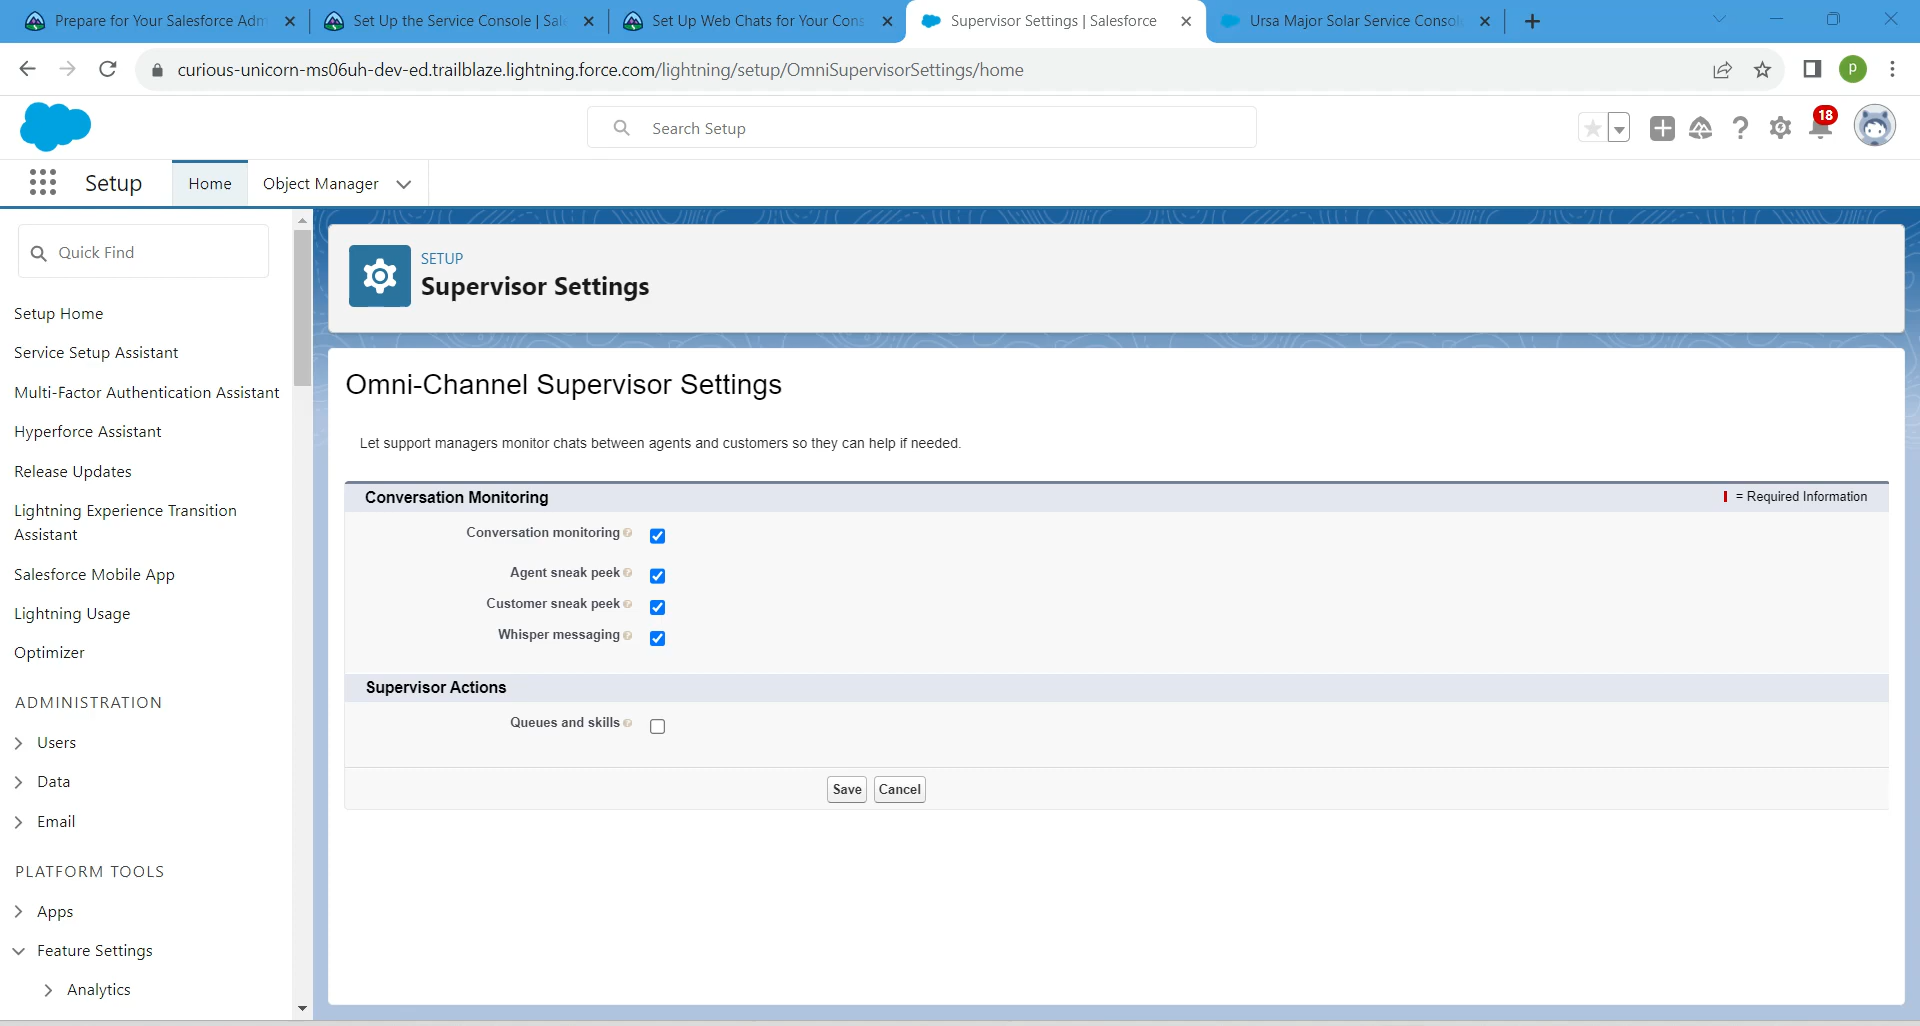 Prepare for Your Salesforce Adm
Set Up the Service Console | Sal
Set Up Web Chats for Your Cons
Supervisor Settings | Salesforce
Ursa Major Solar Service Consol
curious-unicorn-ms06uh-dev-ed.trailblaze.lightning.force.com/lightning/setup/OmniSupervisorSettings/home
p
Search Setup
18
Setup
Home
Object Manager
Quick Find
Setup Home
Service Setup Assistant
Multi-Factor Authentication Assistant
Hyperforce Assistant
Release Updates
Lightning Experience Transition
Assistant
Salesforce Mobile App
Lightning Usage
Optimizer
ADMINISTRATION
Users
Data
Email
PLATFORM TOOLS
Apps
Feature Settings
Analytics
SETUP
Supervisor Settings
Omni-Channel Supervisor Settings
Let support managers monitor chats between agents and customers so they can help if needed.
Conversation Monitoring
= Required Information
Conversation monitoring
Agent sneak peek
Customer sneak peek
Whisper messaging
Supervisor Actions
Queues and skills
Save
Cancel